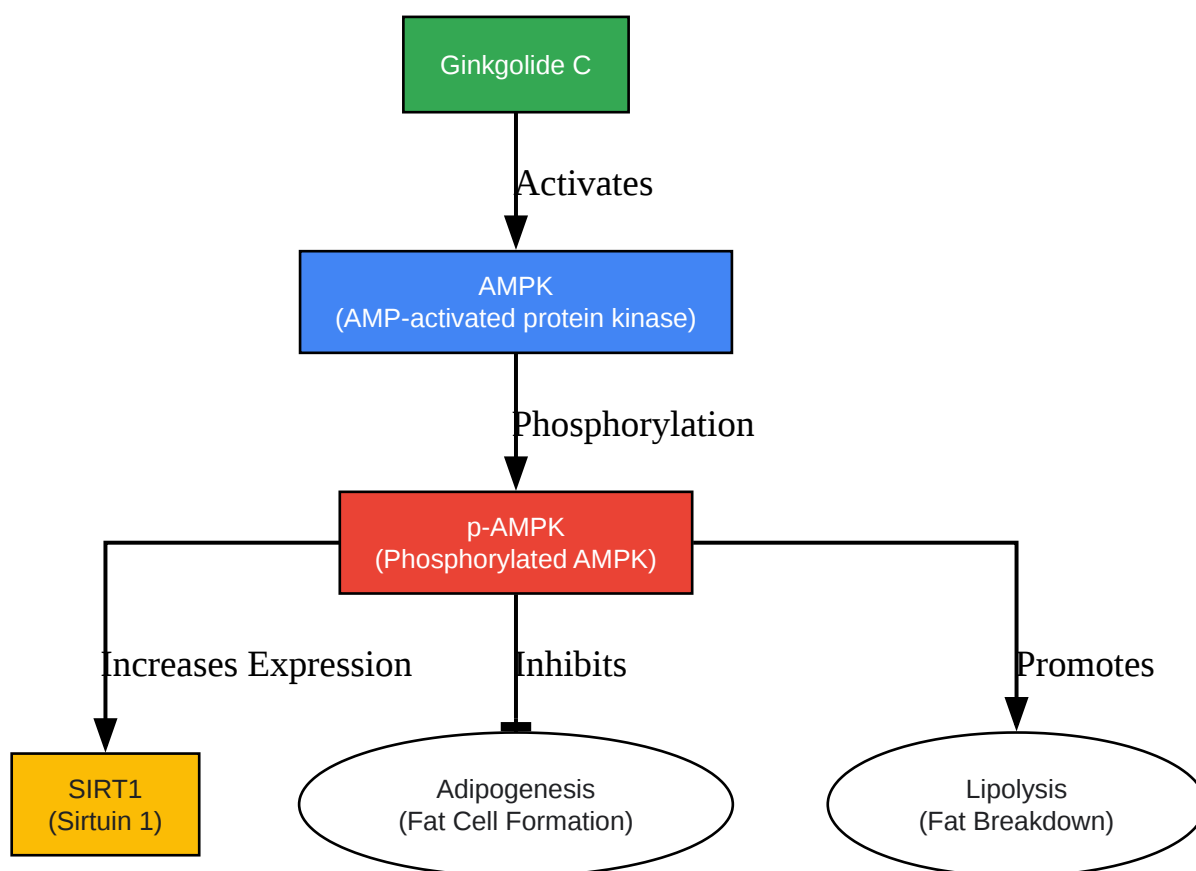 Ginkgolide C
Activates
AMPK
(AMP-activated protein kinase)
Phosphorylation
p-AMPK
(Phosphorylated AMPK)
Increases Expression
Inhibits
Promotes
SIRT1
(Sirtuin 1)
Adipogenesis
(Fat Cell Formation)
Lipolysis
(Fat Breakdown)